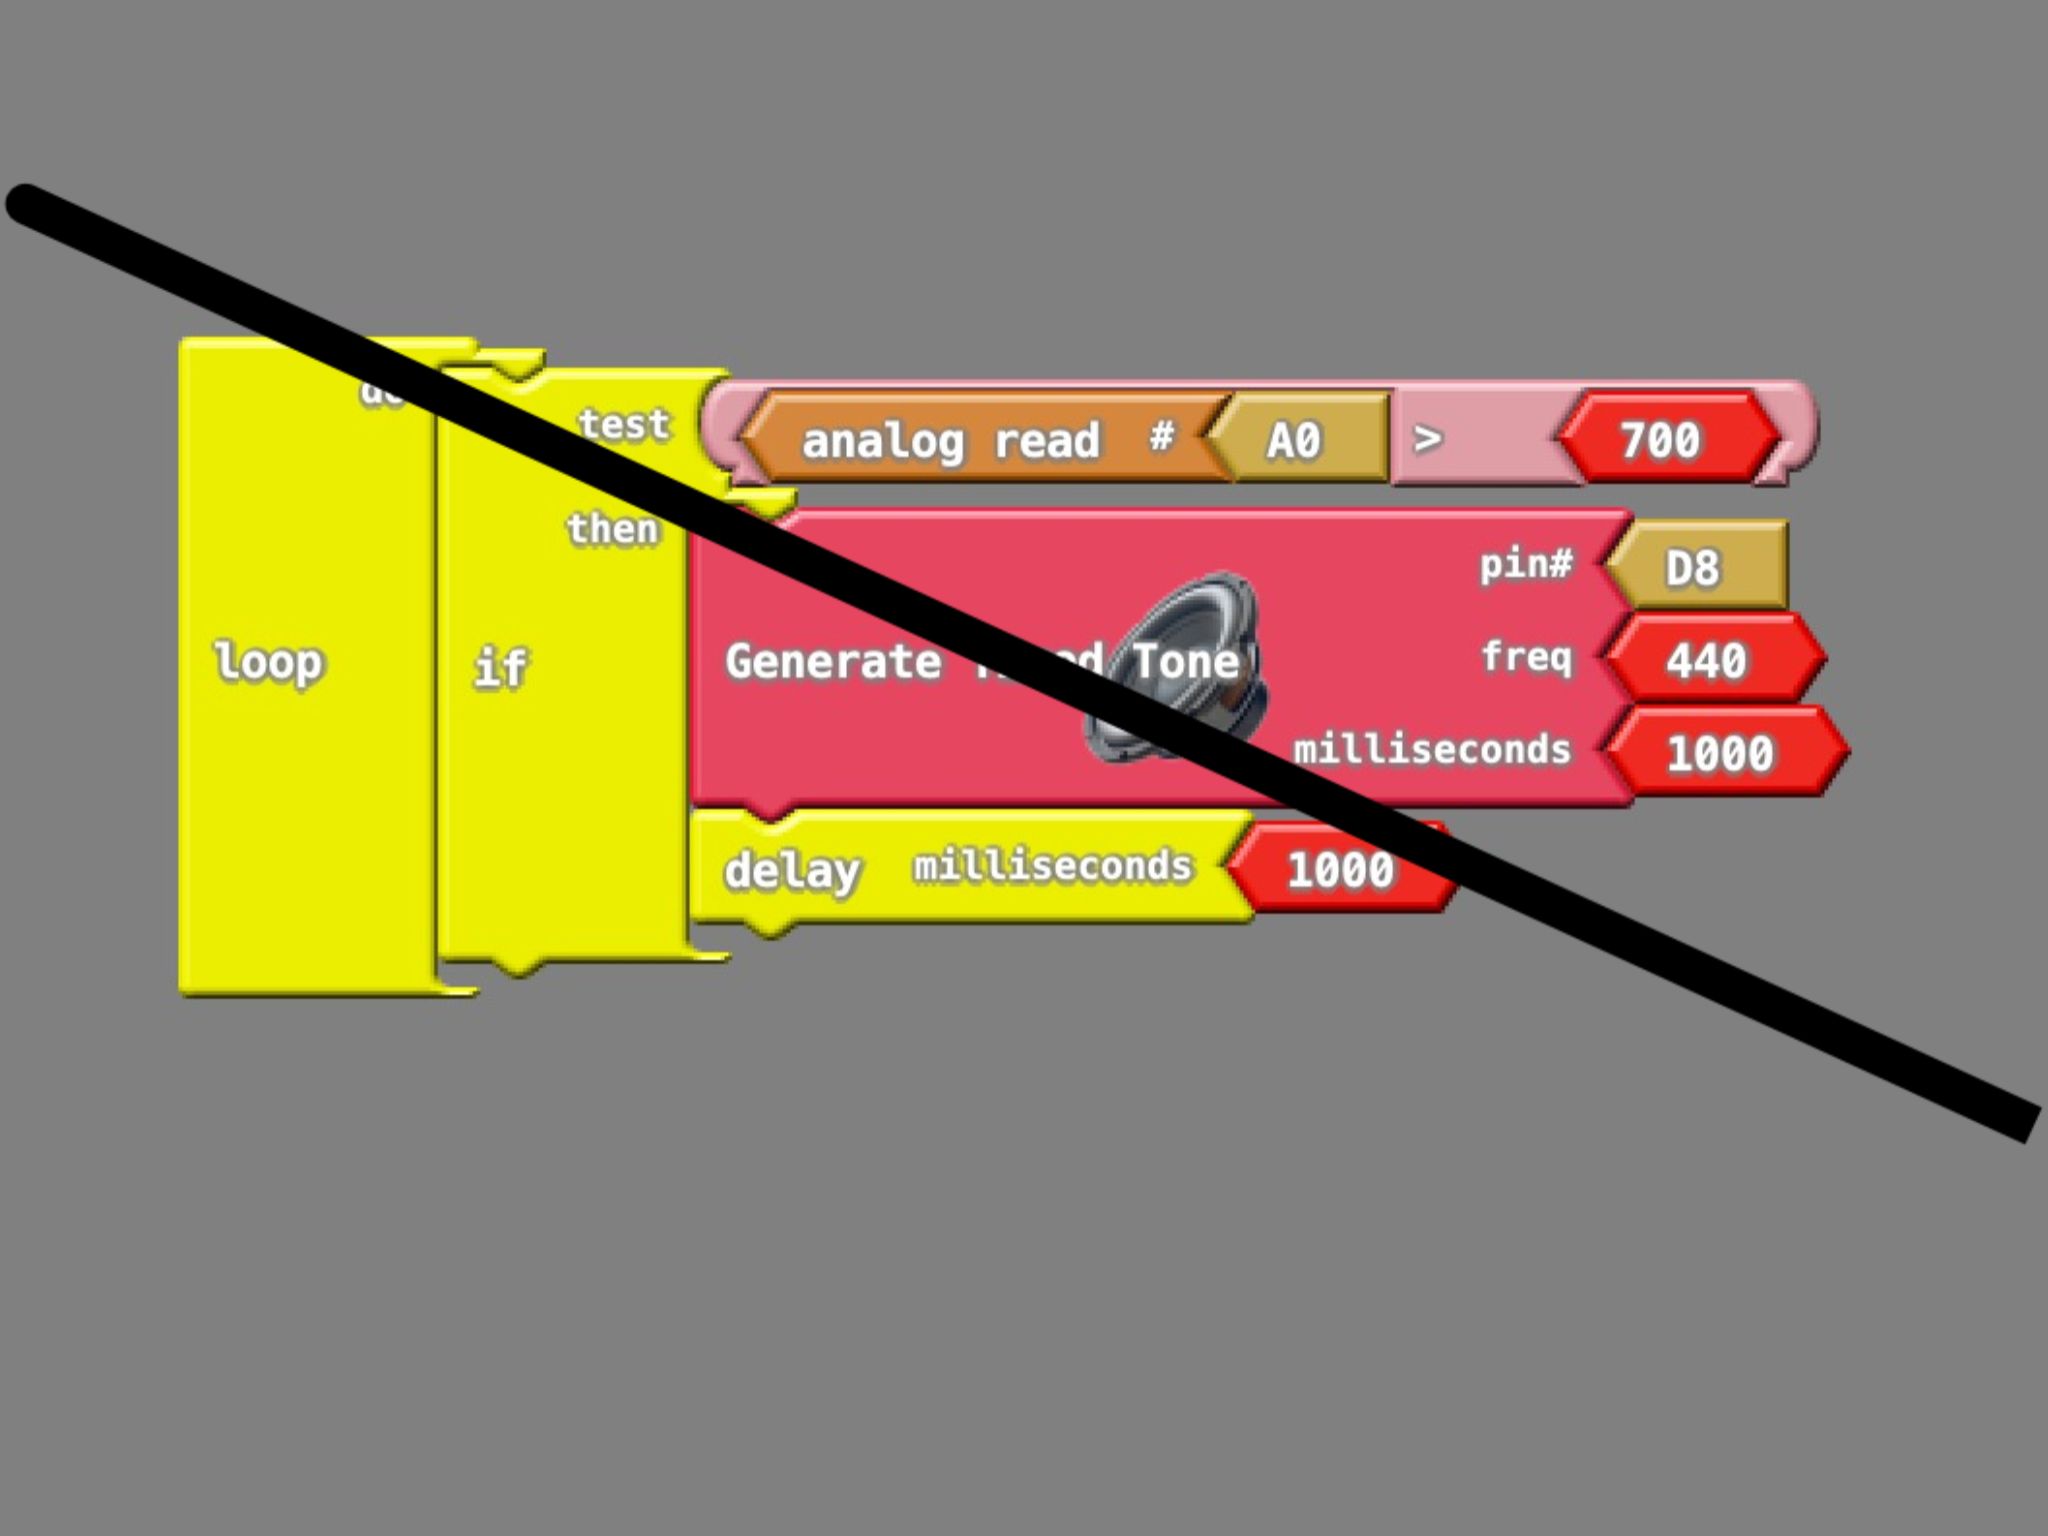 do
test analog read # A0 > 700
then
pin# D8
loop if Generate Tone freq 440
milliseconds 1000
delay milliseconds 1000